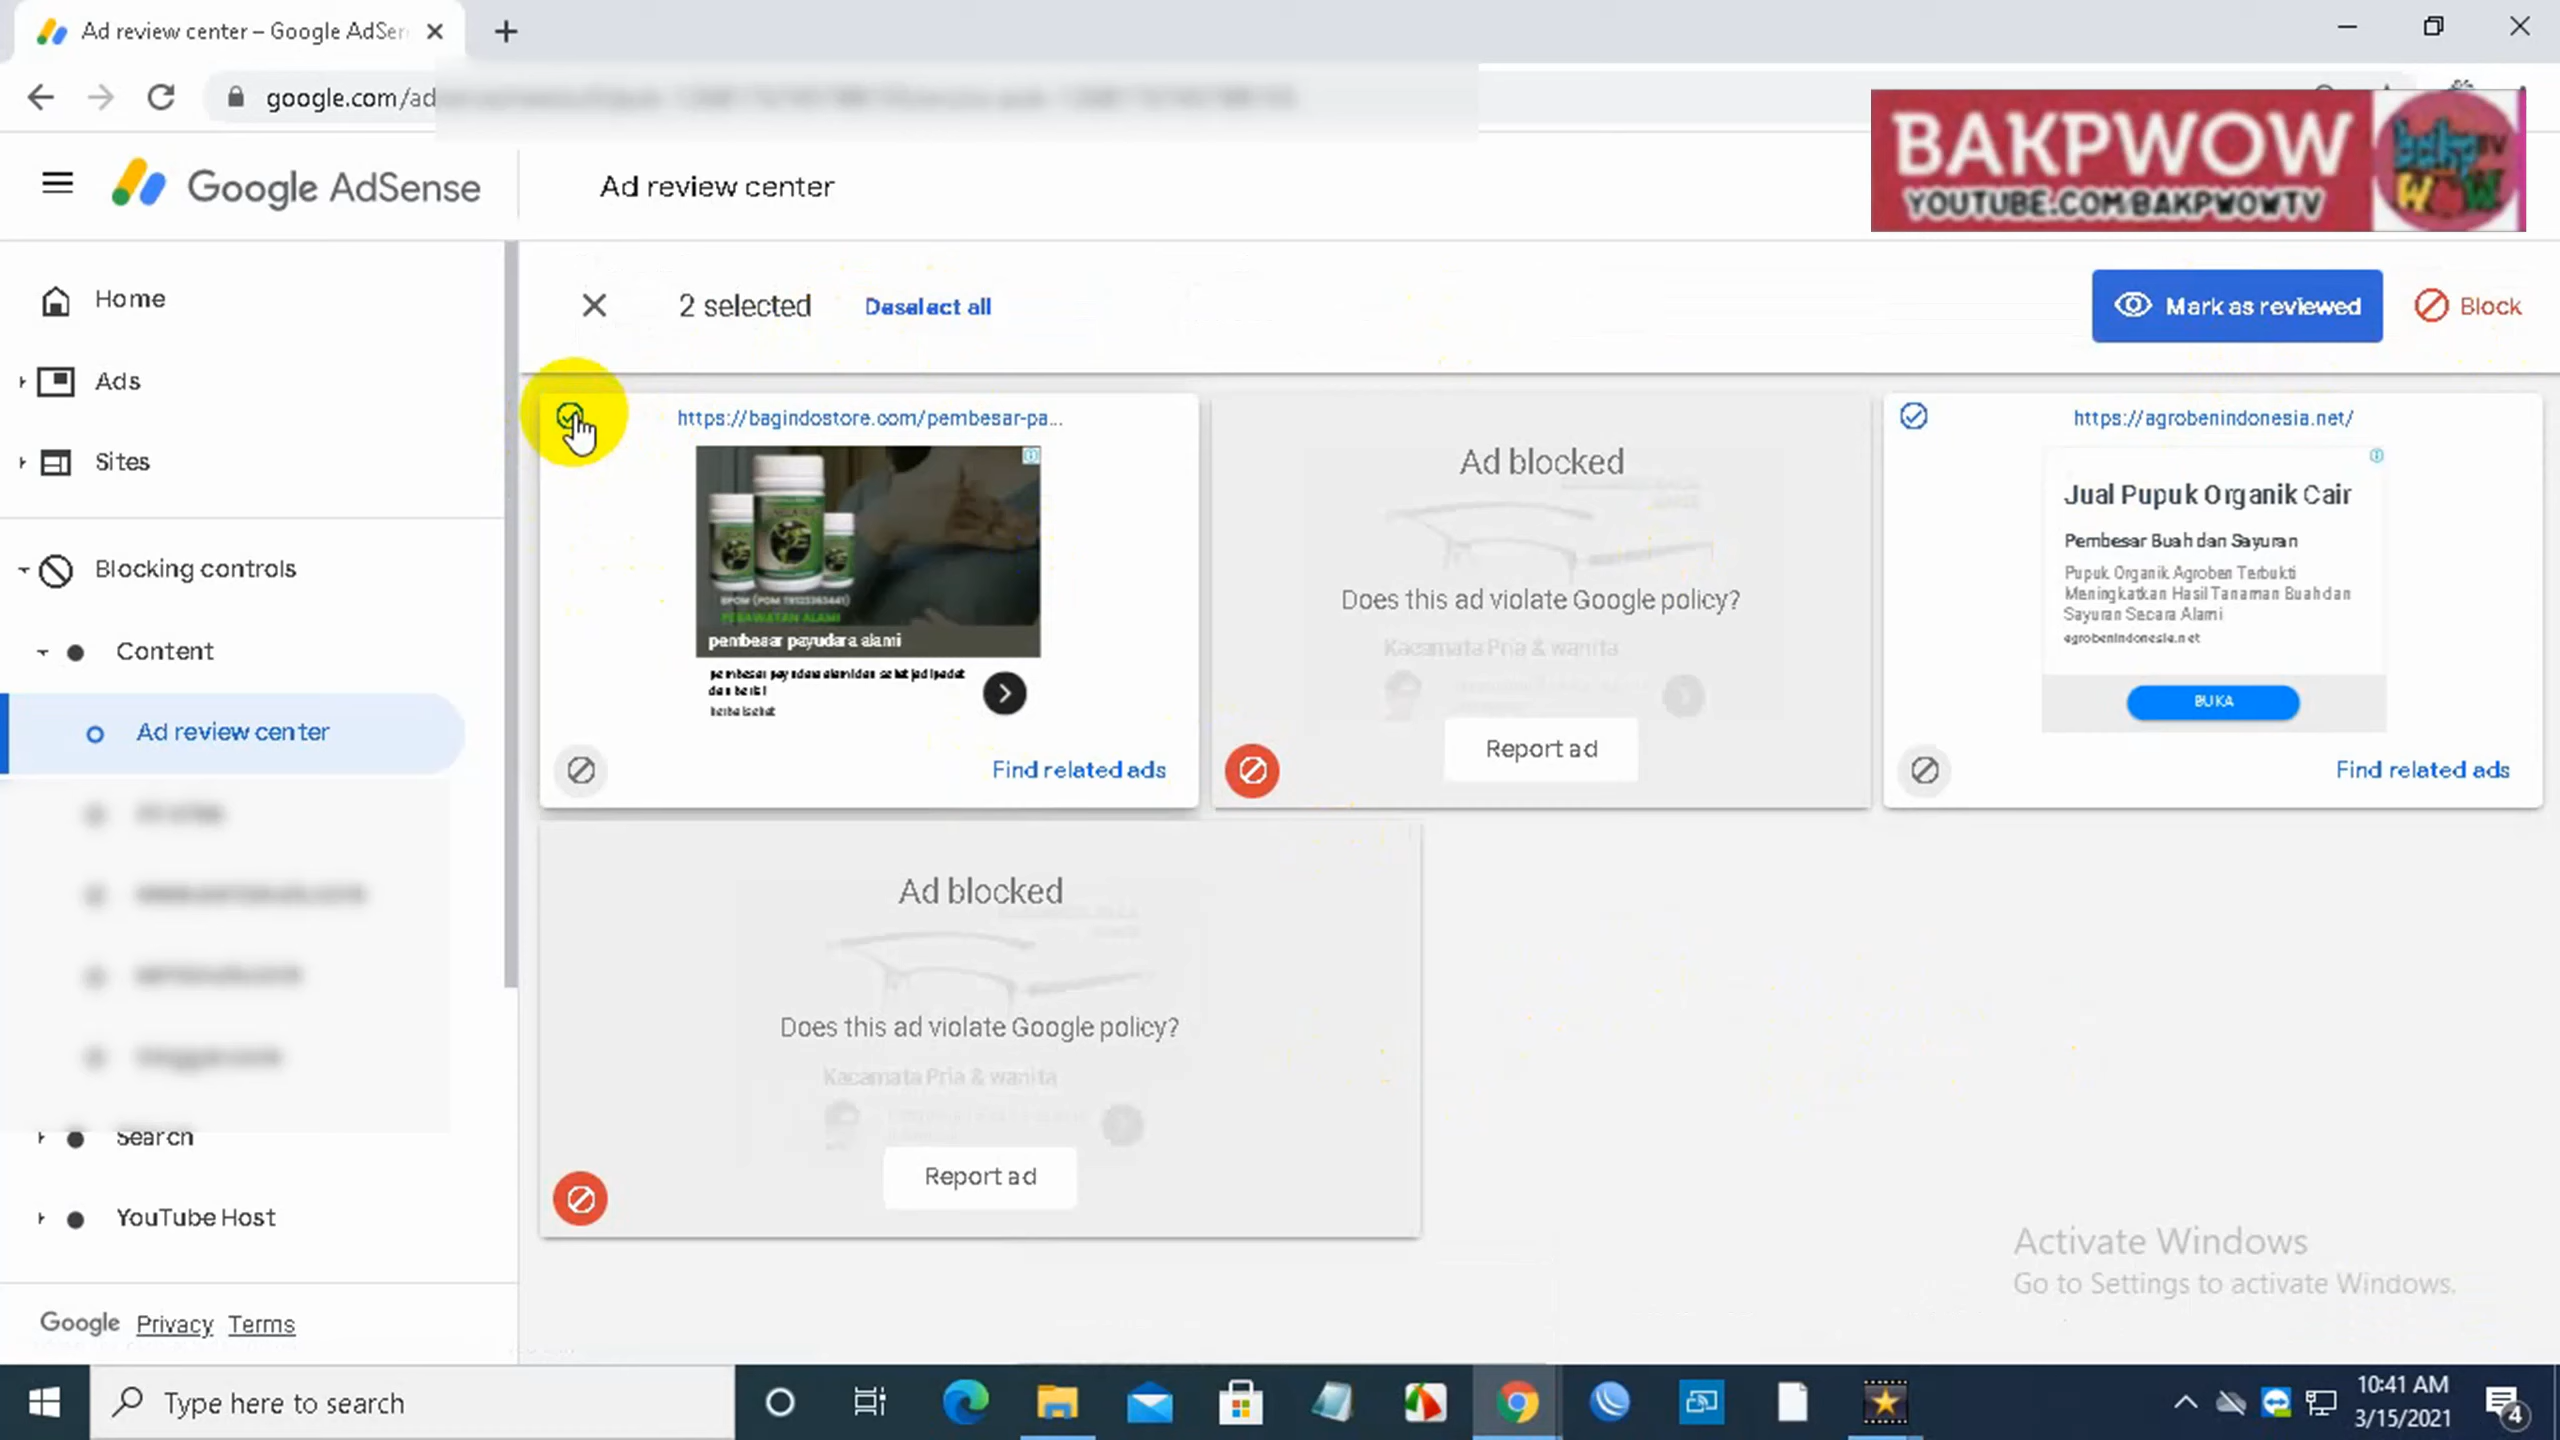 Ad review center – Google AdSen
google.com/ad
BAKPWOW
YOUTUBE.COM/BAKPWOWTV
Google AdSense
Ad review center
Home
Ads
Sites
Blocking controls
Content
Ad review center
Search
YouTube Host
Google Privacy Terms
2 selected
Deselect all
Mark as reviewed
Block
https://bagindostore.com/pembesar-pa...
PERAWATAN ALAMI
pembesar payudara alami
Find related ads
Ad blocked
Does this ad violate Google policy?
Kacamata Pria & wanita
Report ad
https://agrobenindonesia.net/
Jual Pupuk Organik Cair
Pembesar Buah dan Sayuran
Pupuk Organik Agroben Terbukti
Meningkatkan Hasil Tanaman Buah dan
Sayuran Secara Alami
agrobenindonesia.net
BUKA
Find related ads
Ad blocked
Does this ad violate Google policy?
Kacamata Pria & wanita
Report ad
Activate Windows
Go to Settings to activate Windows.
Type here to search
10:41 AM
3/15/2021
4